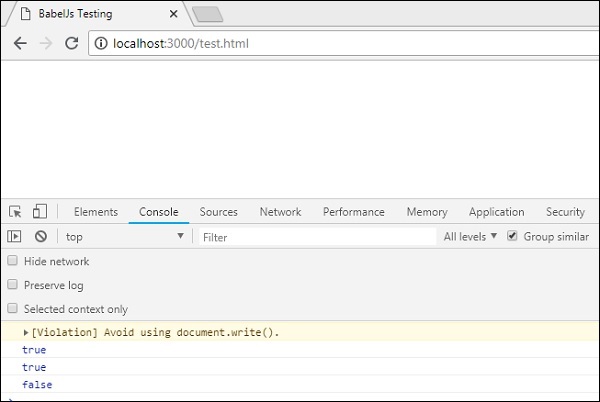 BabelJs Testing
localhost:3000/test.html
Elements Console Sources Network Performance Memory Application Security
top Filter All levels Group similar
Hide network
Preserve log
Selected context only
[Violation] Avoid using document.write().
true
true
false